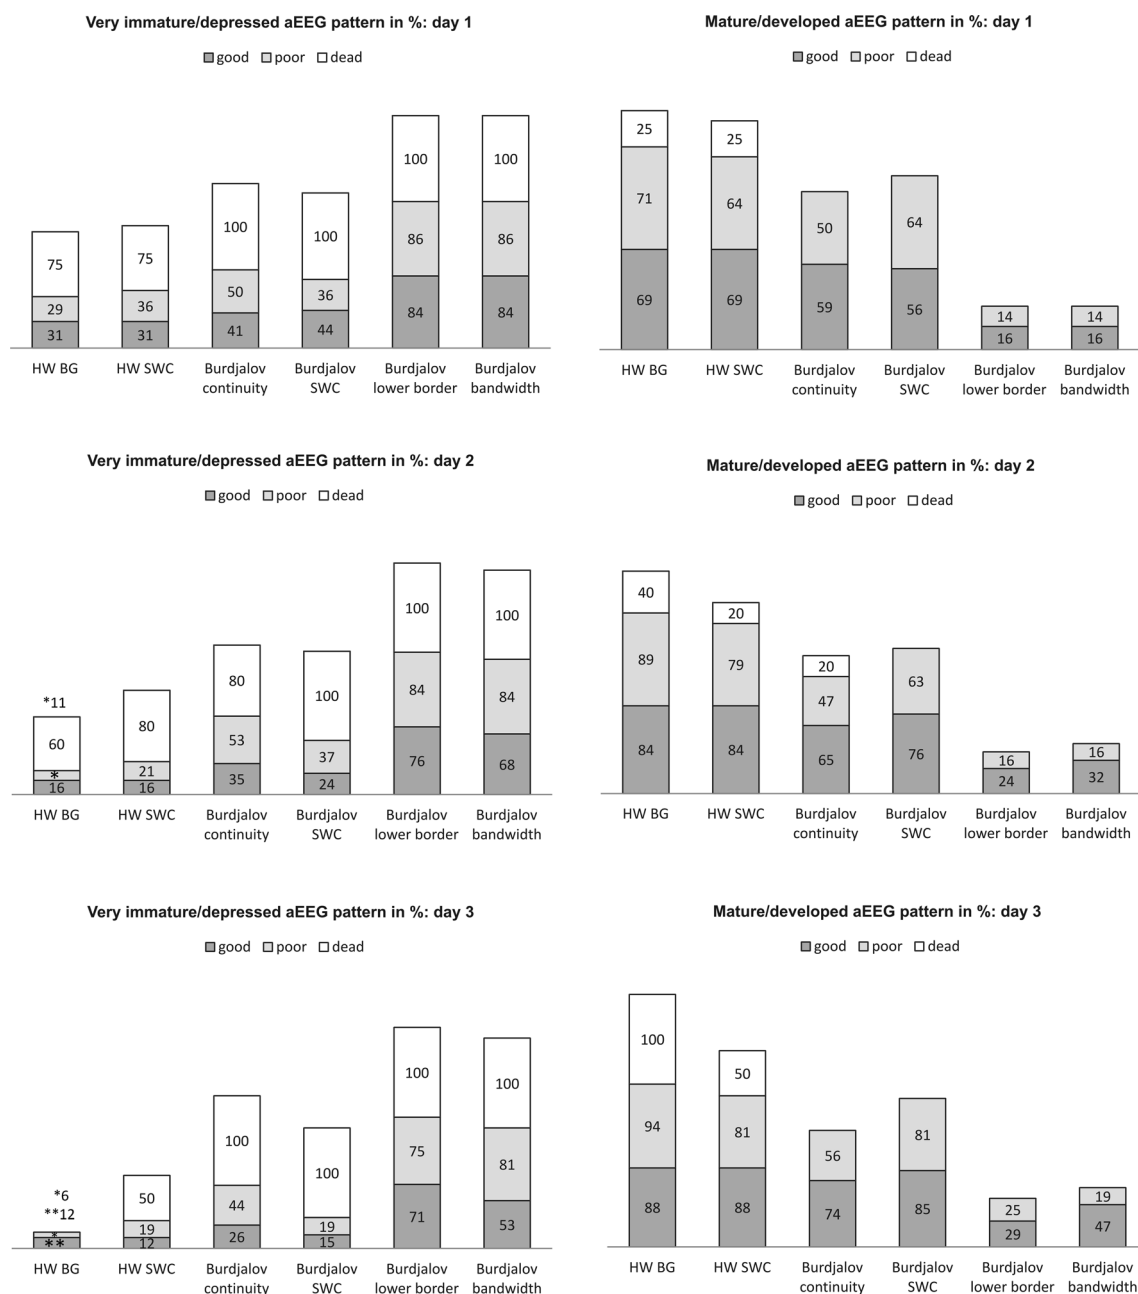 Very immature/depressed aEEG pattern in %: day 1
good poor dead
100 100
100 100
75 75
86 86
50
36
29 36
84 84
41 44
31 31
HW BG HW SWC Burdjalov Burdjalov Burdjalov Burdjalov
continuity SWC lower border bandwidth
Mature/developed aEEG pattern in %: day 1
good poor dead
25 25
71 64 50 64
69 69 59 56
14 14
16 16
HW BG HW SWC Burdjalov Burdjalov Burdjalov Burdjalov
continuity SWC lower border bandwidth
Very immature/depressed aEEG pattern in %: day 2
good poor dead
100 100
80 100
*11
60 80
84 84
53
37
* 21
76 68
35 24
16 16
HW BG HW SWC Burdjalov Burdjalov Burdjalov Burdjalov
continuity SWC lower border bandwidth
Mature/developed aEEG pattern in %: day 2
good poor dead
40 20 20
89 79 47 63
84 84 65 76
16 16
24 32
HW BG HW SWC Burdjalov Burdjalov Burdjalov Burdjalov
continuity SWC lower border bandwidth
Very immature/depressed aEEG pattern in %: day 3
good poor dead
100 100
100 100
75 81
*6
**12
50
44
* 19 19
71 53
26 15
** 12
HW BG HW SWC Burdjalov Burdjalov Burdjalov Burdjalov
continuity SWC lower border bandwidth
Mature/developed aEEG pattern in %: day 3
good poor dead
100 50
94 81 56 81
88 88 74 85
25 19
29 47
HW BG HW SWC Burdjalov Burdjalov Burdjalov Burdjalov
continuity SWC lower border bandwidth